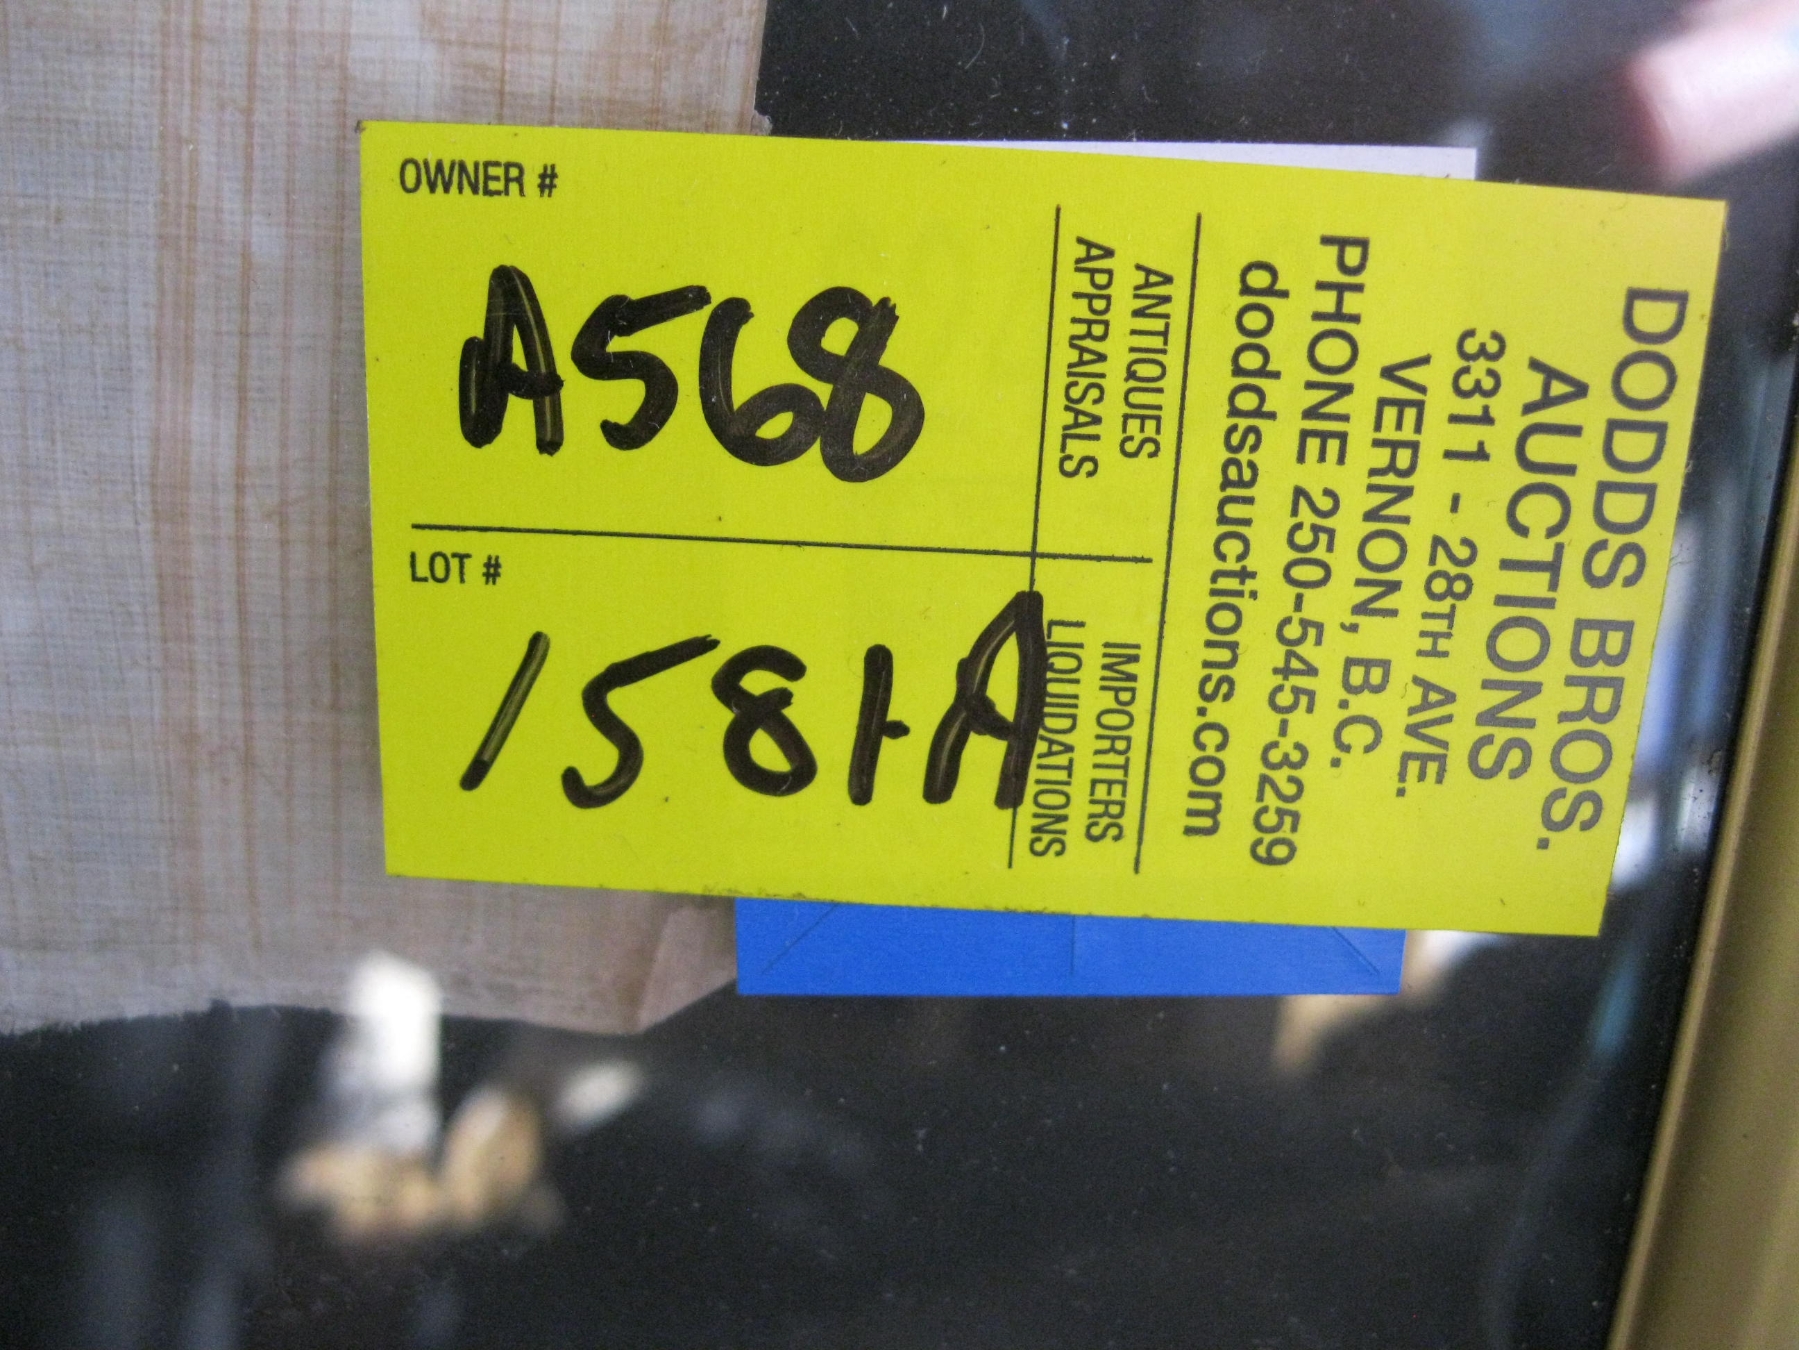 OWNER #
A568
LOT #
1581-A
ANTIQUES
APPRAISALS
IMPORTERS
LIQUIDATIONS
DODDS BROS.
AUCTIONS
3311 - 28TH AVE.
VERNON, B.C.
PHONE 250-545-3259
doddsauctions.com